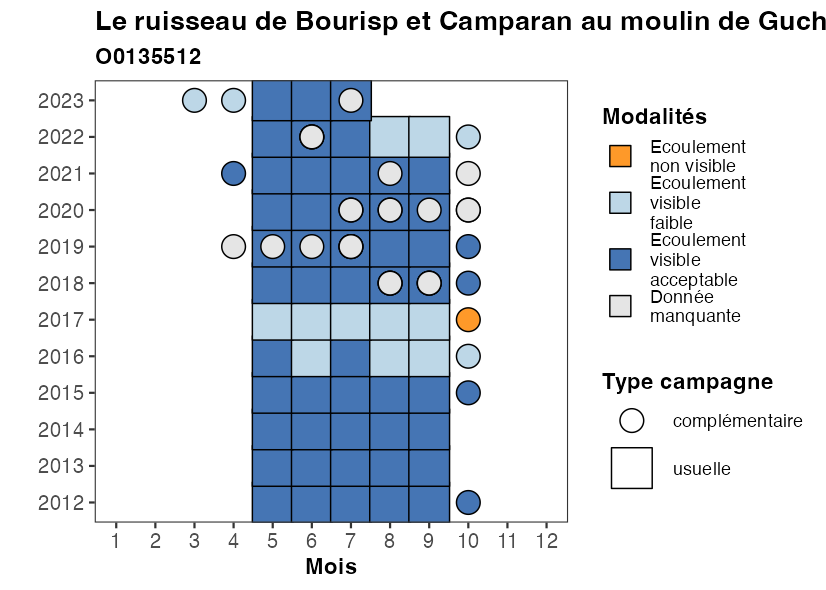 Le ruisseau de Bourisp et Camparan au moulin de Guch
O0135512
2023
2022
2021
2020
2019
2018
2017
2016
2015
2014
2013
2012
1 2 3 4 5 6 7 8 9 10 11 12
Mois
Modalités
Ecoulement
non visible
Ecoulement
visible
faible
Ecoulement
visible
acceptable
Donnée
manquante
Type campagne
complémentaire
usuelle